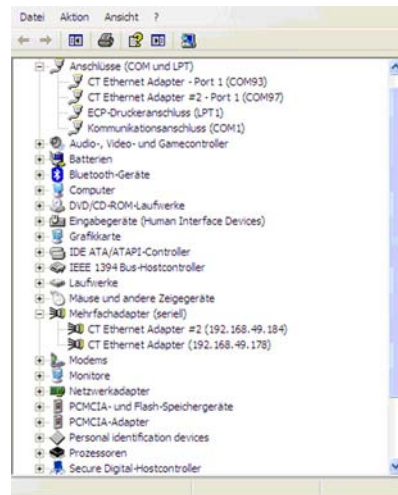 Datei Aktion Ansicht ?
Anschlüsse (COM und LPT)
CT Ethernet Adapter - Port 1 (COM93)
CT Ethernet Adapter #2 - Port 1 (COM97)
ECP-Druckeranschluss (LPT1)
Kommunikationsanschluss (COM1)
Audio-, Video- und Gamecontroller
Batterien
Bluetooth-Geräte
Computer
DVD/CD-ROM-Laufwerke
Eingabegeräte (Human Interface Devices)
Grafikkarte
IDE ATA/ATAPI-Controller
IEEE 1394 Bus-Hostcontroller
Laufwerke
Mäuse und andere Zeigegeräte
Mehrfachadapter (seriell)
CT Ethernet Adapter #2 (192.168.49.184)
CT Ethernet Adapter (192.168.49.178)
Modems
Monitore
Netzwerkadapter
PCMCIA- und Flash-Speichergeräte
PCMCIA-Adapter
Personal identification devices
Prozessoren
Secure Digital-Hostcontroller